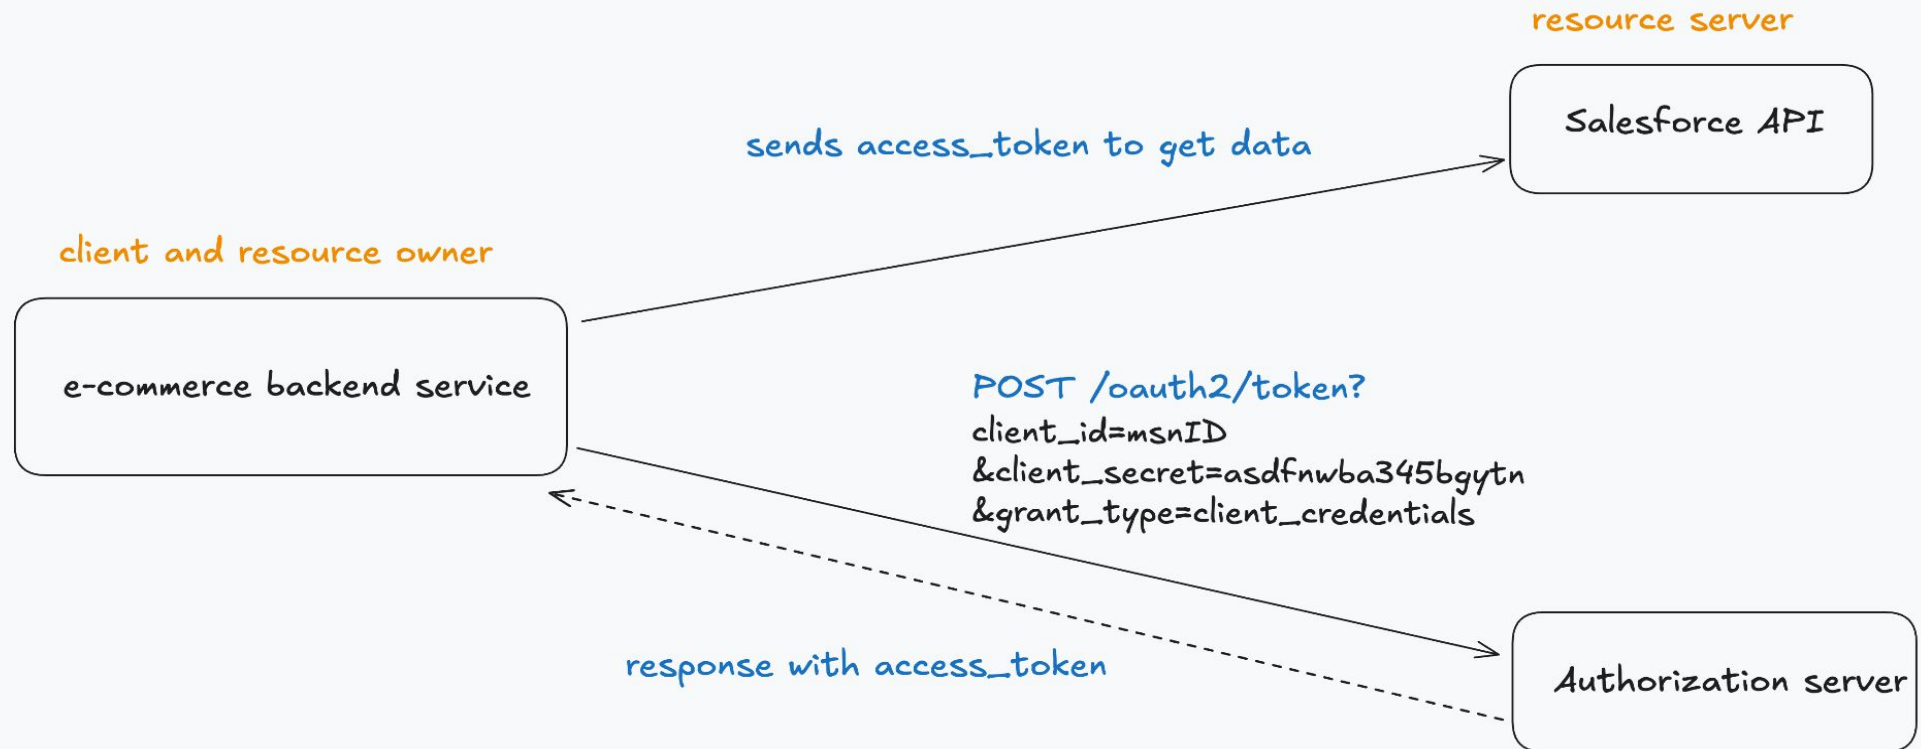 resource server
Salesforce API
sends access_token to get data
client and resource owner
e-commerce backend service
POST /oauth2/token?
client_id=msnID
&client_secret=asdfnwba345bgytn
&grant_type=client_credentials
response with access_token
Authorization server